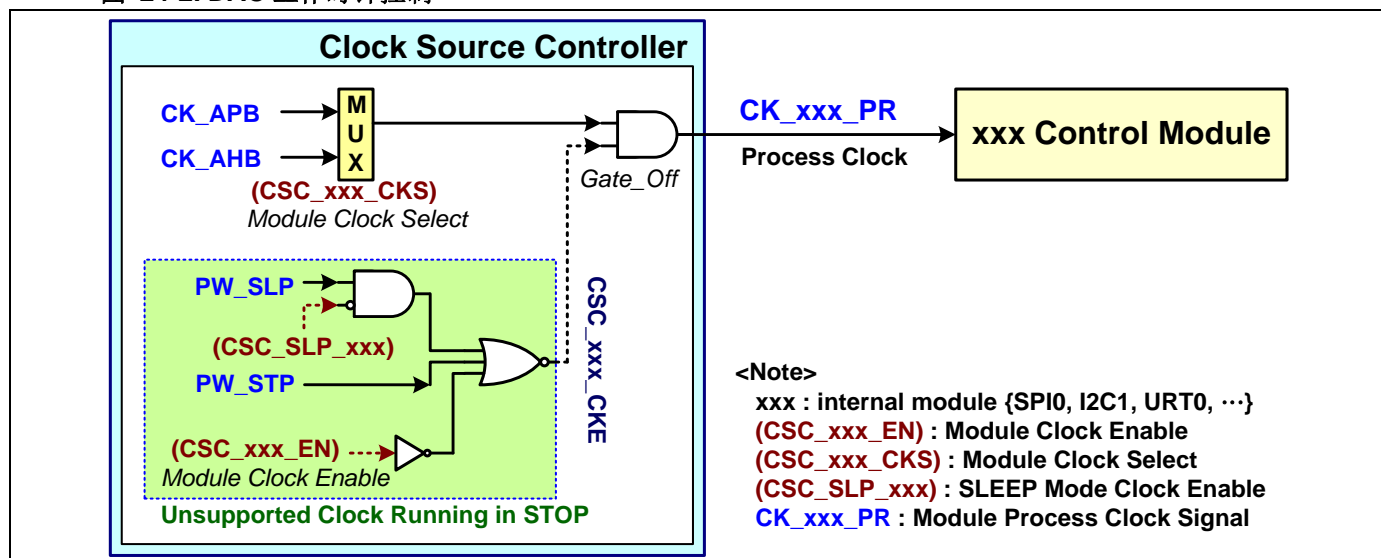 Clock Source Controller
CK_APB
CK_AHB
M
U
X
(CSC_xxx_CKS)
Module Clock Select
Gate_Off
CK_xxx_PR
Process Clock
xxx Control Module
PW_SLP
(CSC_SLP_xxx)
PW_STP
(CSC_xxx_EN)
Module Clock Enable
Unsupported Clock Running in STOP
CSC_xxx_CKE
<Note>
xxx : internal module {SPI0, I2C1, URT0, ⋯}
(CSC_xxx_EN) : Module Clock Enable
(CSC_xxx_CKS) : Module Clock Select
(CSC_SLP_xxx) : SLEEP Mode Clock Enable
CK_xxx_PR : Module Process Clock Signal